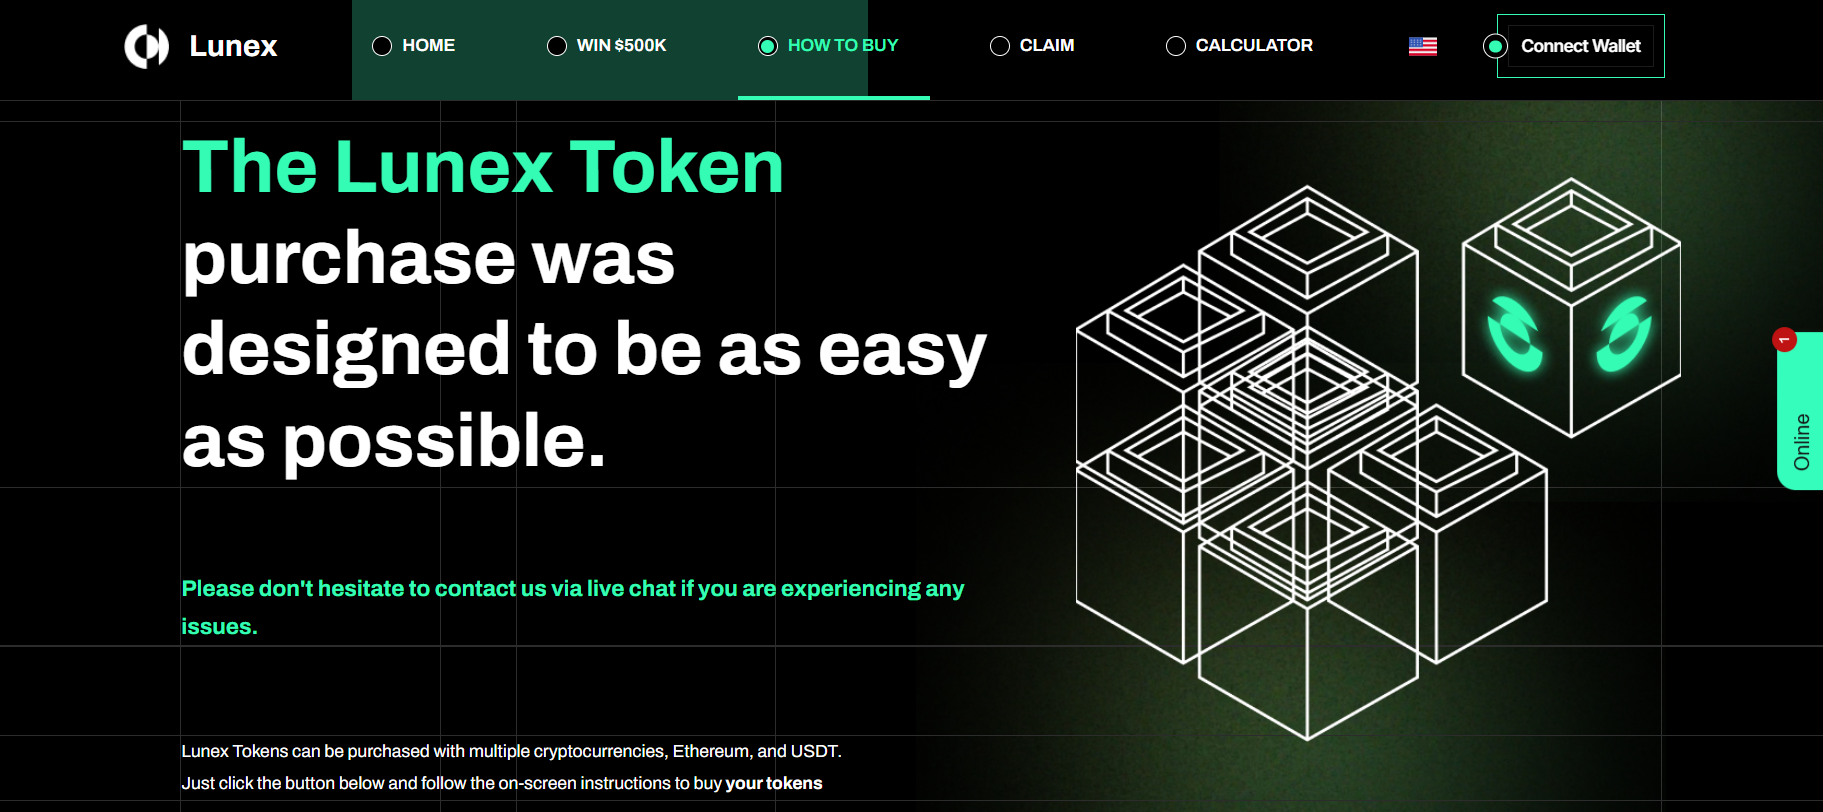 Lunex
HOME
WIN $500K
HOW TO BUY
CLAIM
CALCULATOR
Connect Wallet
The Lunex Token
purchase was
designed to be as easy
as possible.
1
Online
Please don't hesitate to contact us via live chat if you are experiencing any
issues.
Lunex Tokens can be purchased with multiple cryptocurrencies, Ethereum, and USDT.
Just click the button below and follow the on-screen instructions to buy your tokens